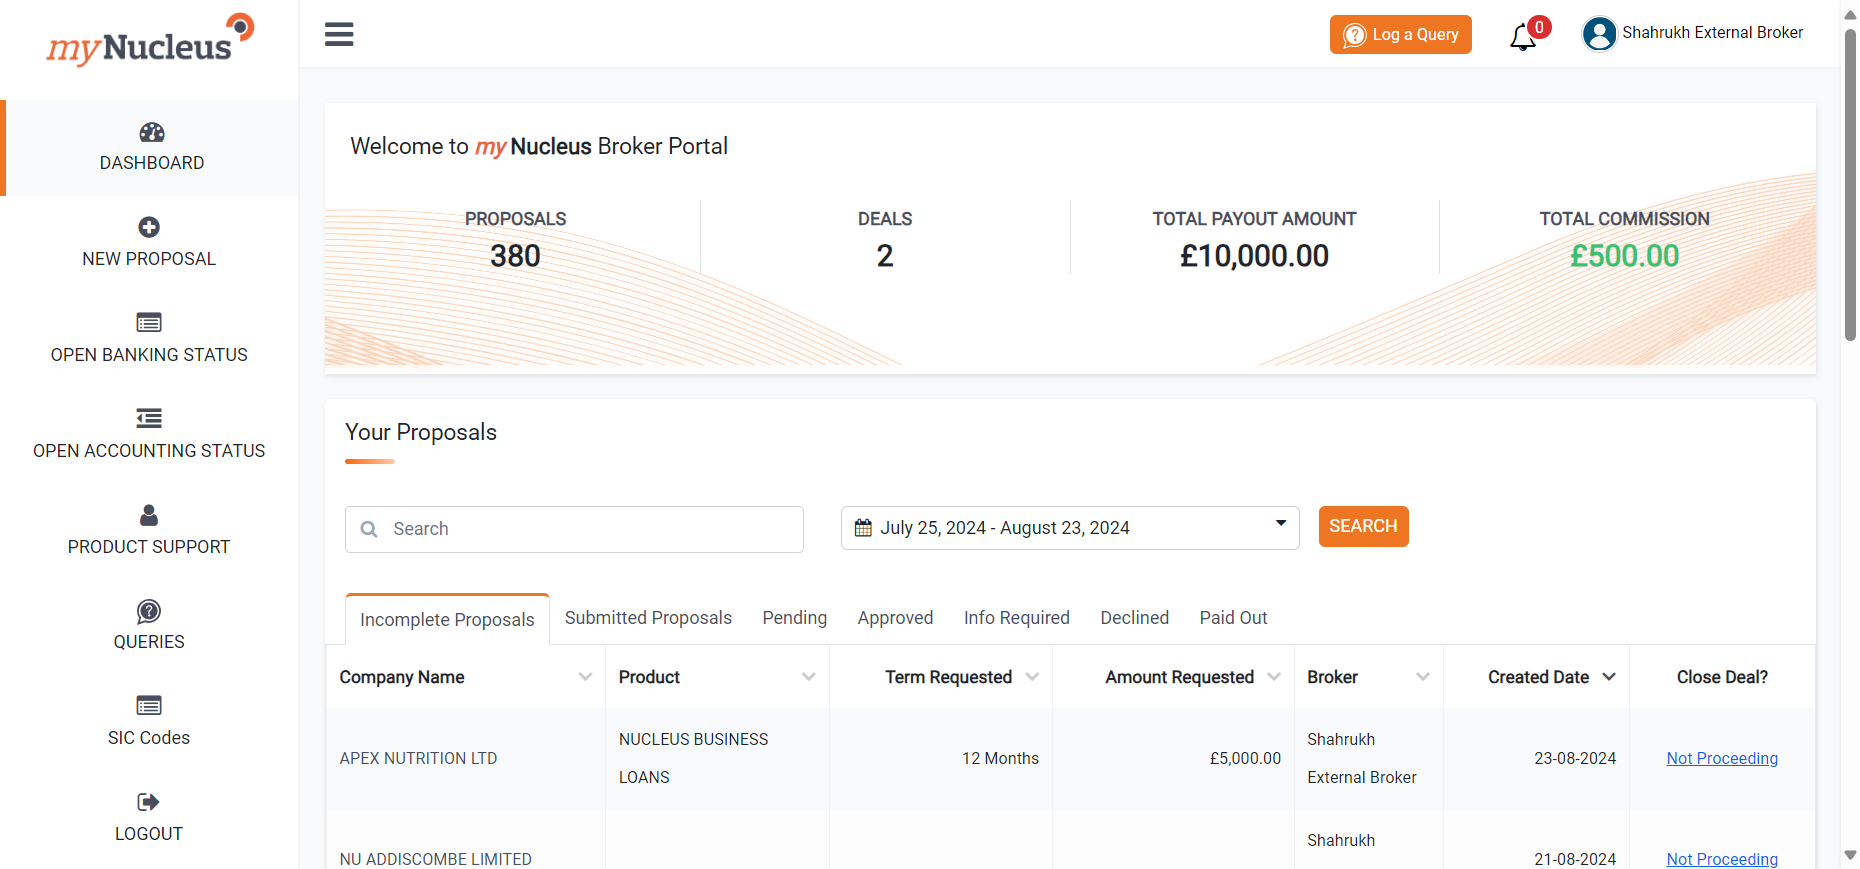 myNucleus
Log a Query
0
Shahrukh External Broker
DASHBOARD
NEW PROPOSAL
OPEN BANKING STATUS
OPEN ACCOUNTING STATUS
PRODUCT SUPPORT
QUERIES
SIC Codes
LOGOUT
Welcome to my Nucleus Broker Portal
PROPOSALS
380
DEALS
2
TOTAL PAYOUT AMOUNT
£10,000.00
TOTAL COMMISSION
£500.00
Your Proposals
Search
July 25, 2024 - August 23, 2024
SEARCH
Incomplete Proposals Submitted Proposals Pending Approved Info Required Declined Paid Out
Company Name Product Term Requested Amount Requested Broker Created Date Close Deal?
APEX NUTRITION LTD
NUCLEUS BUSINESS
LOANS
12 Months
£5,000.00
Shahrukh
External Broker
23-08-2024
Not Proceeding
NU ADDISCOMBE LIMITED
Shahrukh
21-08-2024
Not Proceeding